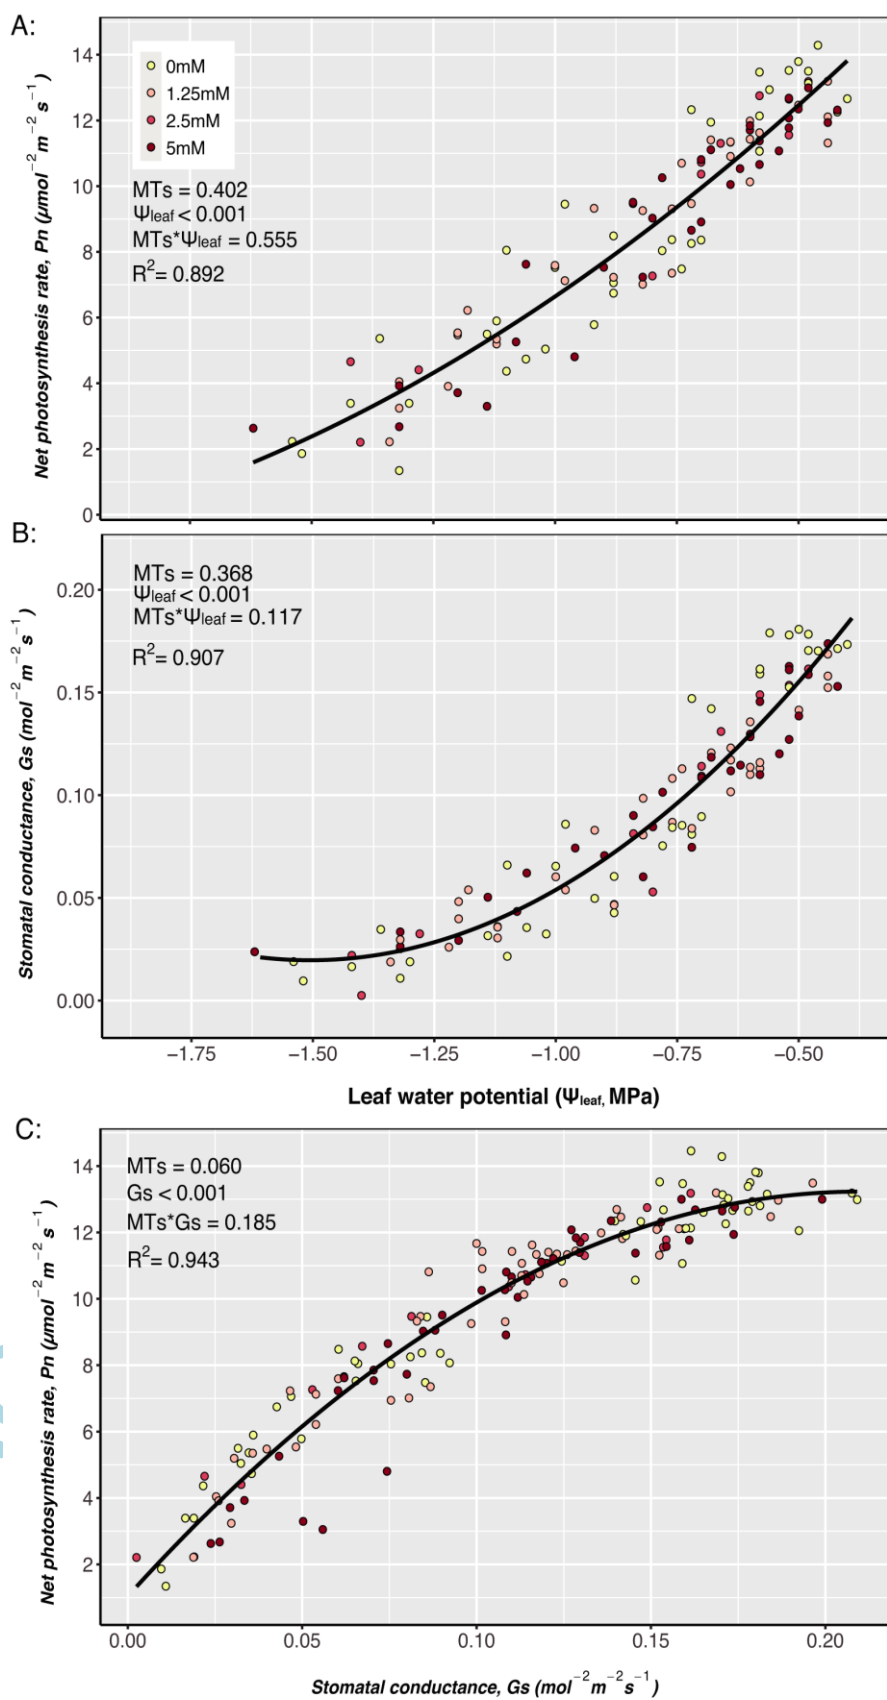 A:
Net photosynthesis rate, Pn (μmol⁻² m⁻² s⁻¹)
14
12
10
8
6
4
2
0
0mM
1.25mM
2.5mM
5mM
MTs = 0.402
Ψleaf < 0.001
MTs*Ψleaf = 0.555
R² = 0.892
B:
Stomatal conductance, Gs (mol⁻² m⁻² s⁻¹)
0.20
0.15
0.10
0.05
0.00
MTs = 0.368
Ψleaf < 0.001
MTs*Ψleaf = 0.117
R² = 0.907
−1.75 −1.50 −1.25 −1.00 −0.75 −0.50
Leaf water potential (Ψleaf, MPa)
C:
Net photosynthesis rate, Pn (μmol⁻² m⁻² s⁻¹)
14
12
10
8
6
4
2
MTs = 0.060
Gs < 0.001
MTs*Gs = 0.185
R² = 0.943
0.00 0.05 0.10 0.15 0.20
Stomatal conductance, Gs (mol⁻² m⁻² s⁻¹)